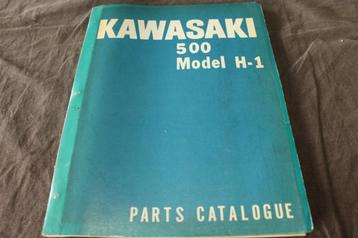 KAWASAKI
500
Model H-1
PARTS CATALOGUE